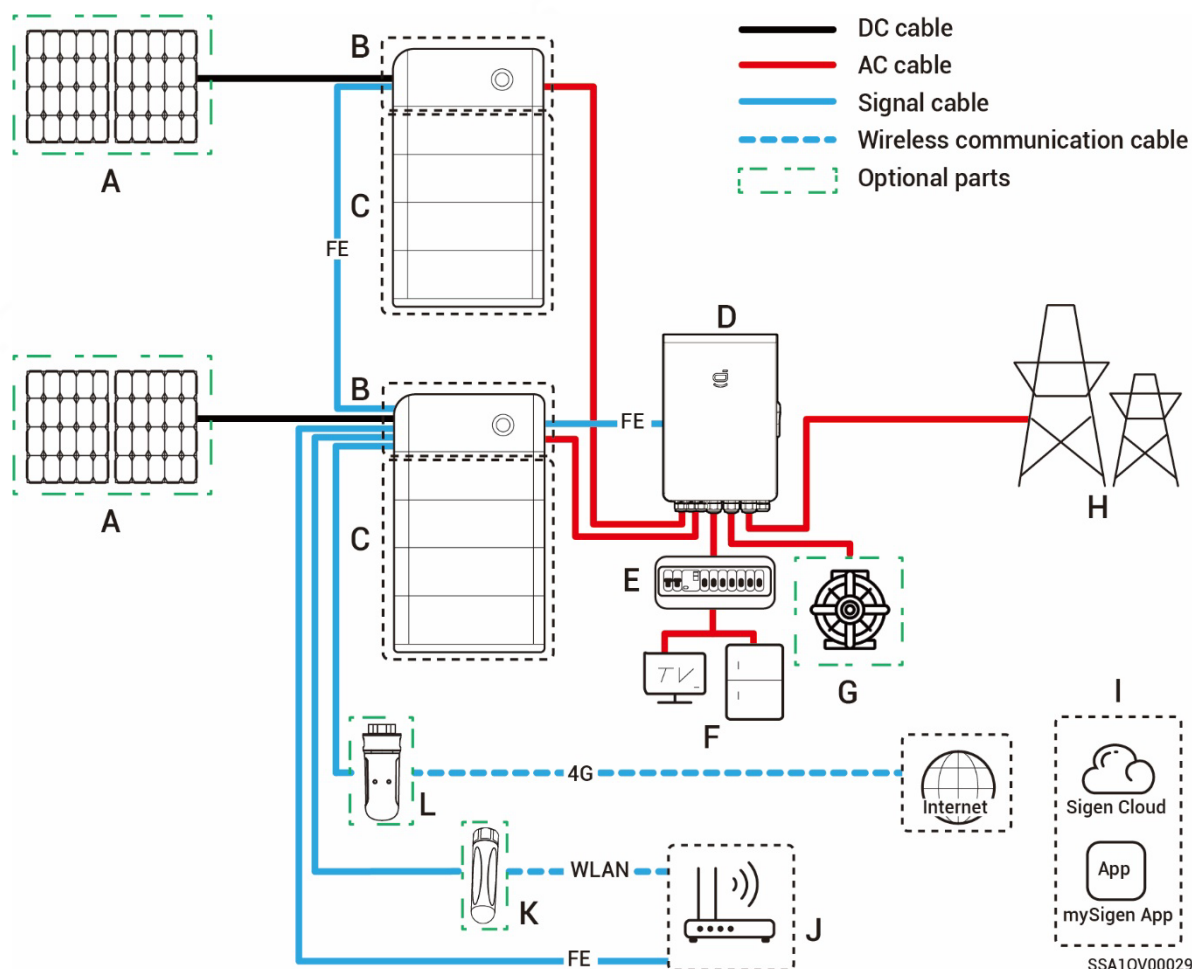 DC cable
AC cable
Signal cable
Wireless communication cable
Optional parts
A
B
C
FE
A
B
C
FE
D
H
E
TV
F
G
I
L
4G
Internet
Sigen Cloud
App
mySigen App
K
WLAN
J
FE
SSA1OV00029